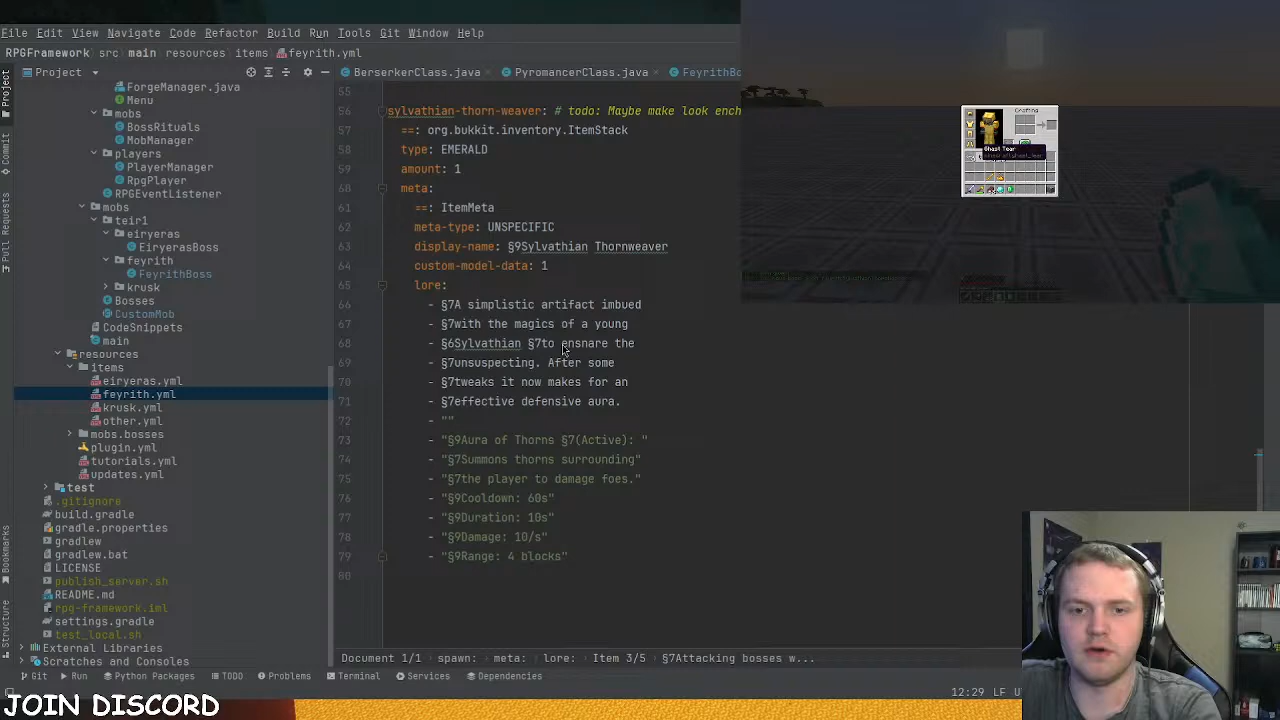 File Edit View Navigate Code Refactor Build Run Tools Git Window Help
RPGFramework src main resources items feyrith.yml
Project
BerserkerClass.java PyromancerClass.java FeyrithBo
ForgeManager.java
Menu
mobs
BossRituals
MobManager
players
PlayerManager
RpgPlayer
RPGEventListener
mobs
teir1
eiryeras
EiryerasBoss
feyrith
FeyrithBoss
krusk
Bosses
CustomMob
CodeSnippets
main
resources
items
eiryeras.yml
feyrith.yml
krusk.yml
other.yml
mobs.bosses
plugin.yml
tutorials.yml
updates.yml
test
.gitignore
build.gradle
gradle.properties
gradlew
gradlew.bat
LICENSE
publish_server.sh
README.md
rpg-framework.iml
settings.gradle
test_local.sh
External Libraries
Scratches and Consoles
Project
Commit
Pull Requests
Bookmarks
Structure
55
56 sylvathian-thorn-weaver: # todo: Maybe make look ench
57 ==: org.bukkit.inventory.ItemStack
58 type: EMERALD
59 amount: 1
60 meta:
61 ==: ItemMeta
62 meta-type: UNSPECIFIC
63 display-name: §9Sylvathian Thornweaver
64 custom-model-data: 1
65 lore:
66 - §7A simplistic artifact imbued
67 - §7with the magics of a young
68 - §6Sylvathian §7to ensnare the
69 - §7unsuspecting. After some
70 - §7tweaks it now makes for an
71 - §7effective defensive aura.
72 - ""
73 - "§9Aura of Thorns §7(Active): "
74 - "§7Summons thorns surrounding"
75 - "§7the player to damage foes."
76 - "§9Cooldown: 60s"
77 - "§9Duration: 10s"
78 - "§9Damage: 10/s"
79 - "§9Range: 4 blocks"
80
Crafting
Ghast Tear
Document 1/1 spawn: meta: lore: Item 3/5 §7Attacking bosses w...
Git Run Python Packages TODO Problems Terminal Services Dependencies
12:29 LF U
JOIN DISCORD